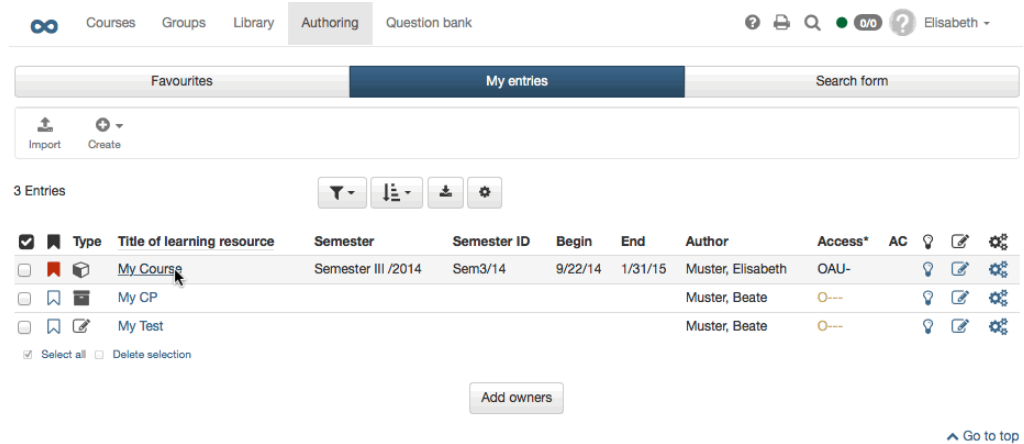 Courses Groups Library Authoring Question bank 0/0 Elisabeth
Favourites My entries Search form
Import Create
3 Entries
Type Title of learning resource Semester Semester ID Begin End Author Access* AC
My Course Semester III /2014 Sem3/14 9/22/14 1/31/15 Muster, Elisabeth OAU-
My CP Muster, Beate O---
My Test Muster, Beate O---
Select all Delete selection
Add owners
Go to top